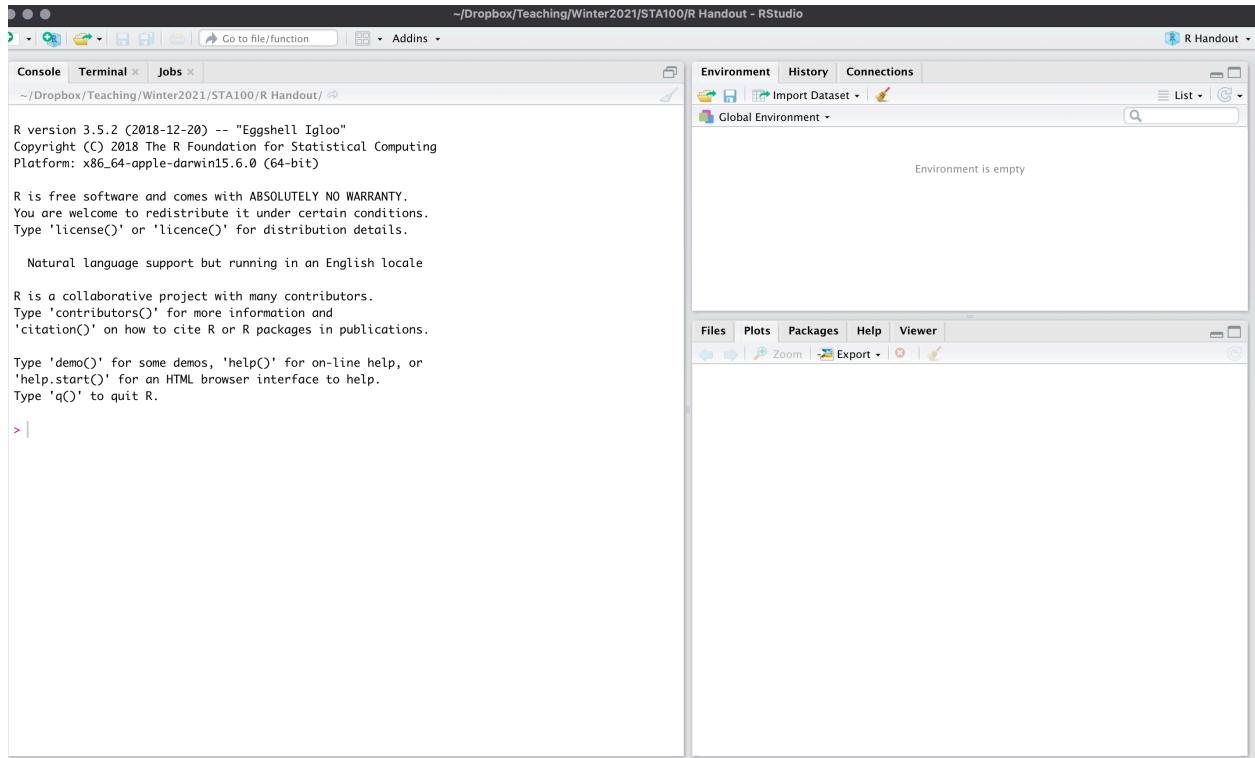 ~/Dropbox/Teaching/Winter2021/STA100/R Handout - RStudio
Go to file/function
Addins
R Handout
Console Terminal Jobs
~/Dropbox/Teaching/Winter2021/STA100/R Handout/
R version 3.5.2 (2018-12-20) -- "Eggshell Igloo"
Copyright (C) 2018 The R Foundation for Statistical Computing
Platform: x86_64-apple-darwin15.6.0 (64-bit)
R is free software and comes with ABSOLUTELY NO WARRANTY.
You are welcome to redistribute it under certain conditions.
Type 'license()' or 'licence()' for distribution details.
Natural language support but running in an English locale
R is a collaborative project with many contributors.
Type 'contributors()' for more information and
'citation()' on how to cite R or R packages in publications.
Type 'demo()' for some demos, 'help()' for on-line help, or
'help.start()' for an HTML browser interface to help.
Type 'q()' to quit R.
>
Environment History Connections
Import Dataset
List
Global Environment
Environment is empty
Files Plots Packages Help Viewer
Zoom Export